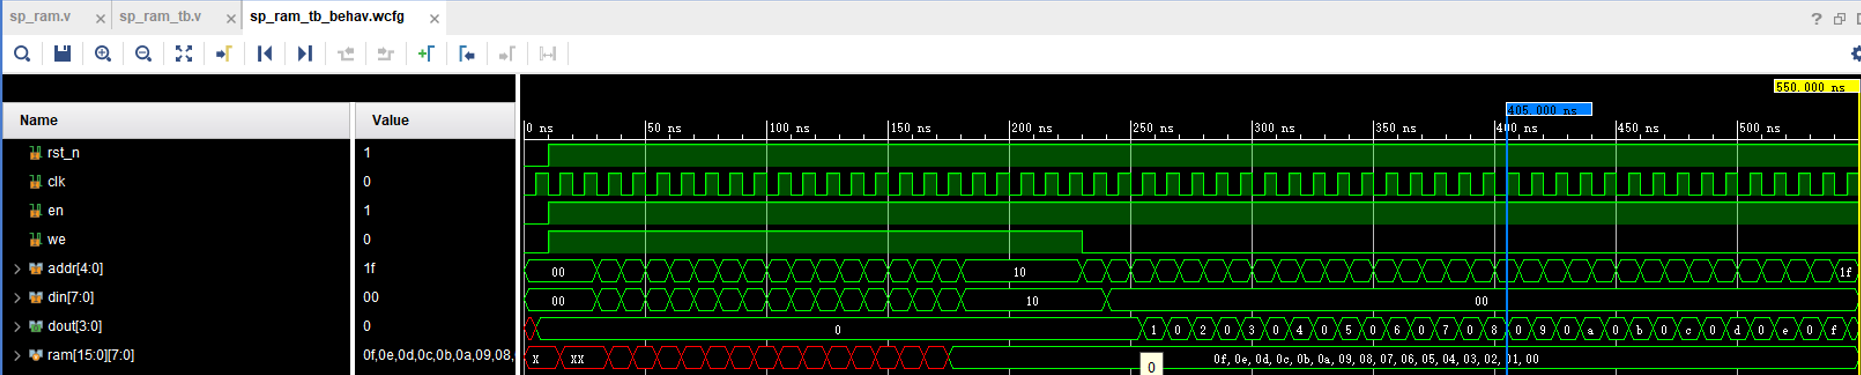 sp_ram.v × sp_ram_tb.v × sp_ram_tb_behav.wcfg ×
?
550.000 ns
405.000 ns
Name Value
0 ns 50 ns 100 ns 150 ns 200 ns 250 ns 300 ns 350 ns 400 ns 450 ns 500 ns
rst_n 1
clk 0
en 1
we 0
addr[4:0] 1f 00 10 1f
din[7:0] 00 00 10 00
dout[3:0] 0 0 1 0 2 0 3 0 4 0 5 0 6 0 7 0 8 0 9 0 a 0 b 0 c 0 d 0 e 0 f
ram[15:0][7:0] 0f,0e,0d,0c,0b,0a,09,08, x xx 0f, 0e, 0d, 0c, 0b, 0a, 09, 08, 07, 06, 05, 04, 03, 02, 01, 00
0